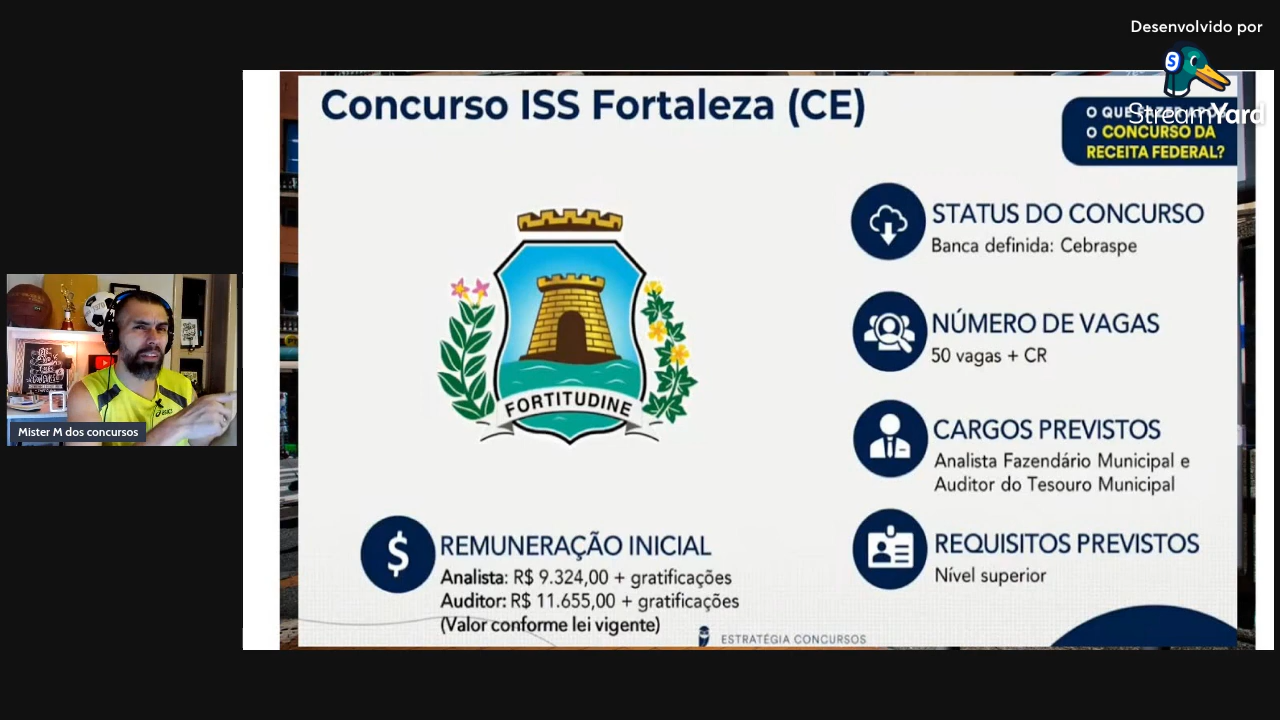 Desenvolvido por
StreamYard
Concurso ISS Fortaleza (CE)
O QUE FAZER APÓS
O CONCURSO DA
RECEITA FEDERAL?
STATUS DO CONCURSO
Banca definida: Cebraspe
NÚMERO DE VAGAS
50 vagas + CR
CARGOS PREVISTOS
Analista Fazendário Municipal e
Auditor do Tesouro Municipal
REQUISITOS PREVISTOS
Nível superior
FORTITUDINE
REMUNERAÇÃO INICIAL
Analista: R$ 9.324,00 + gratificações
Auditor: R$ 11.655,00 + gratificações
(Valor conforme lei vigente)
ESTRATÉGIA CONCURSOS
Mister M dos concursos
asics